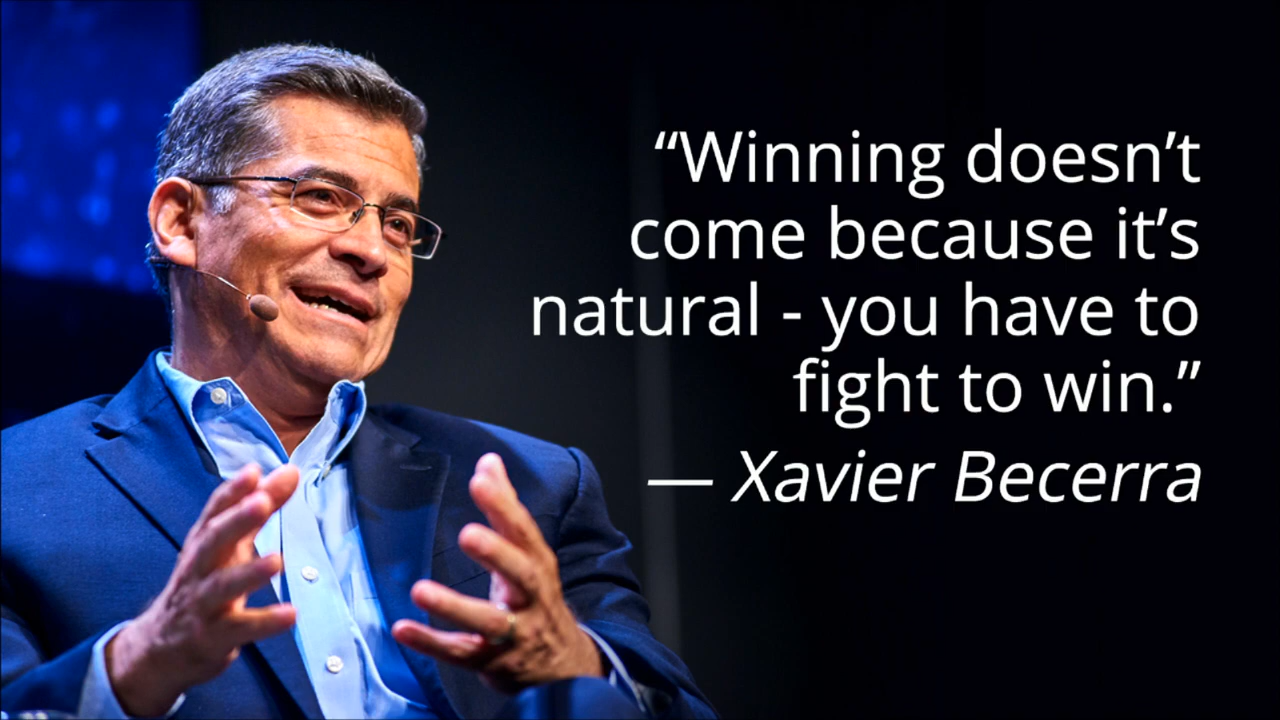 “Winning doesn’t
come because it’s
natural - you have to
fight to win.”
— Xavier Becerra